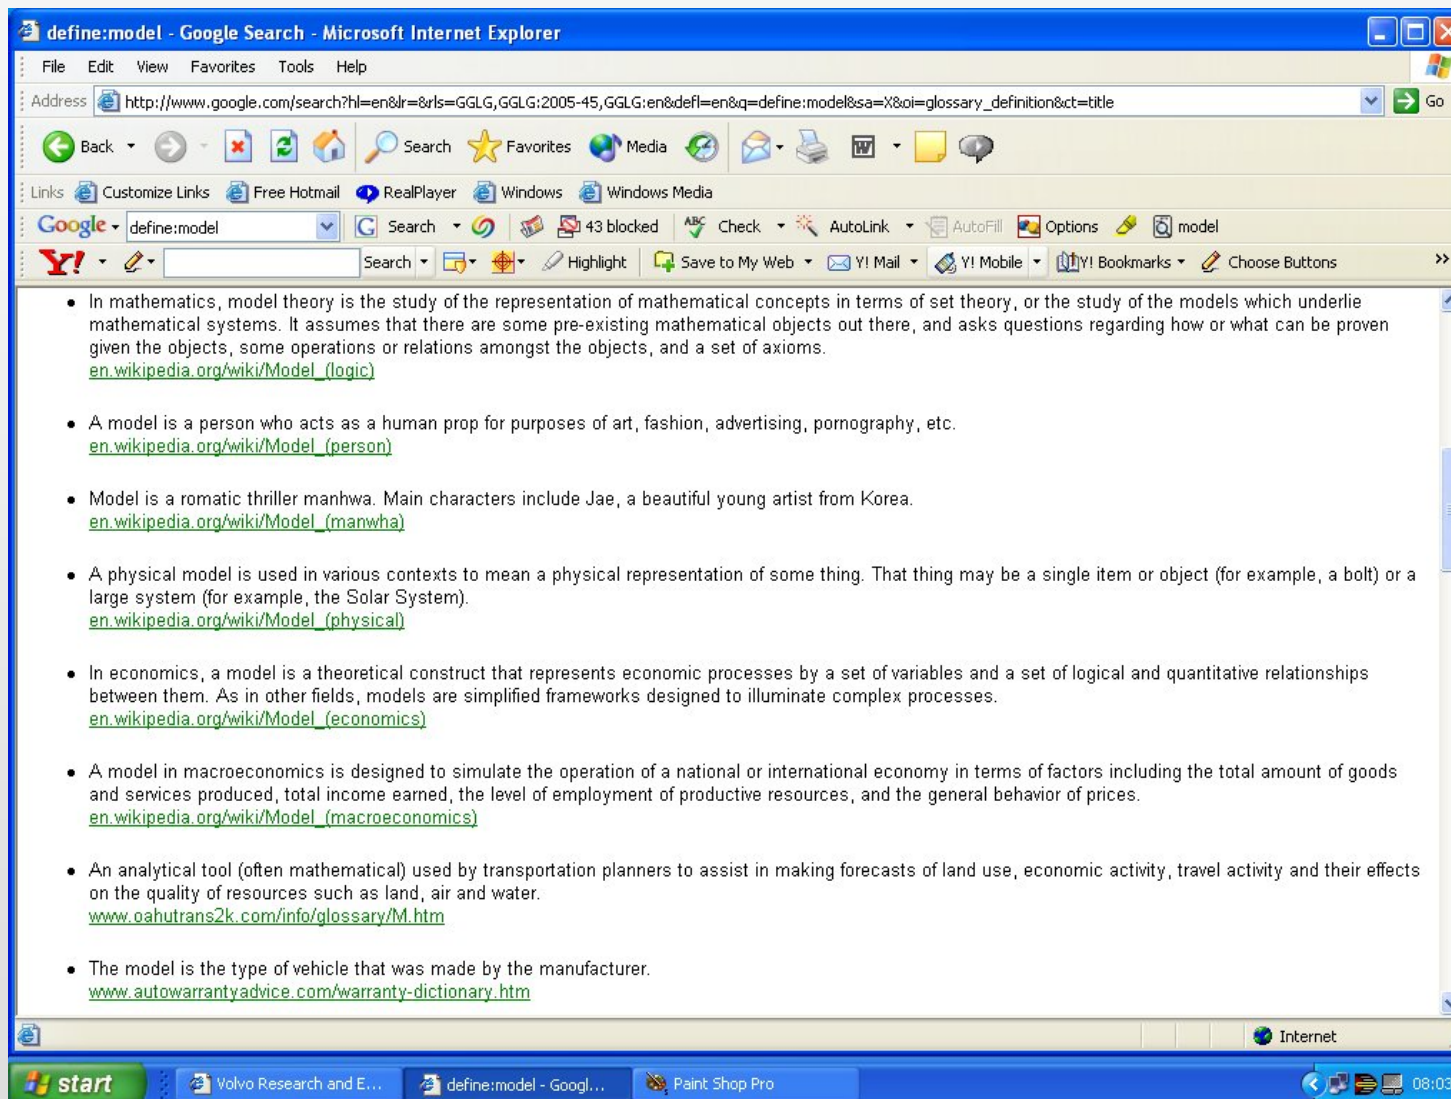 define:model - Google Search - Microsoft Internet Explorer
File Edit View Favorites Tools Help
Address http://www.google.com/search?hl=en&lr=&rls=GGLG,GGLG:2005-45,GGLG:en&defl=en&q=define:model&sa=X&oi=glossary_definition&ct=title Go
Back Search Favorites Media
Links Customize Links Free Hotmail RealPlayer Windows Windows Media
Google define:model G Search 43 blocked ABC Check AutoLink AutoFill Options model
Y! Search Highlight Save to My Web Y! Mail Y! Mobile Y! Bookmarks Choose Buttons >>
• In mathematics, model theory is the study of the representation of mathematical concepts in terms of set theory, or the study of the models which underlie
mathematical systems. It assumes that there are some pre-existing mathematical objects out there, and asks questions regarding how or what can be proven
given the objects, some operations or relations amongst the objects, and a set of axioms.
en.wikipedia.org/wiki/Model_(logic)
• A model is a person who acts as a human prop for purposes of art, fashion, advertising, pornography, etc.
en.wikipedia.org/wiki/Model_(person)
• Model is a romatic thriller manhwa. Main characters include Jae, a beautiful young artist from Korea.
en.wikipedia.org/wiki/Model_(manwha)
• A physical model is used in various contexts to mean a physical representation of some thing. That thing may be a single item or object (for example, a bolt) or a
large system (for example, the Solar System).
en.wikipedia.org/wiki/Model_(physical)
• In economics, a model is a theoretical construct that represents economic processes by a set of variables and a set of logical and quantitative relationships
between them. As in other fields, models are simplified frameworks designed to illuminate complex processes.
en.wikipedia.org/wiki/Model_(economics)
• A model in macroeconomics is designed to simulate the operation of a national or international economy in terms of factors including the total amount of goods
and services produced, total income earned, the level of employment of productive resources, and the general behavior of prices.
en.wikipedia.org/wiki/Model_(macroeconomics)
• An analytical tool (often mathematical) used by transportation planners to assist in making forecasts of land use, economic activity, travel activity and their effects
on the quality of resources such as land, air and water.
www.oahutrans2k.com/info/glossary/M.htm
• The model is the type of vehicle that was made by the manufacturer.
www.autowarrantyadvice.com/warranty-dictionary.htm
Internet
start Volvo Research and E... define:model - Googl... Paint Shop Pro 08:03